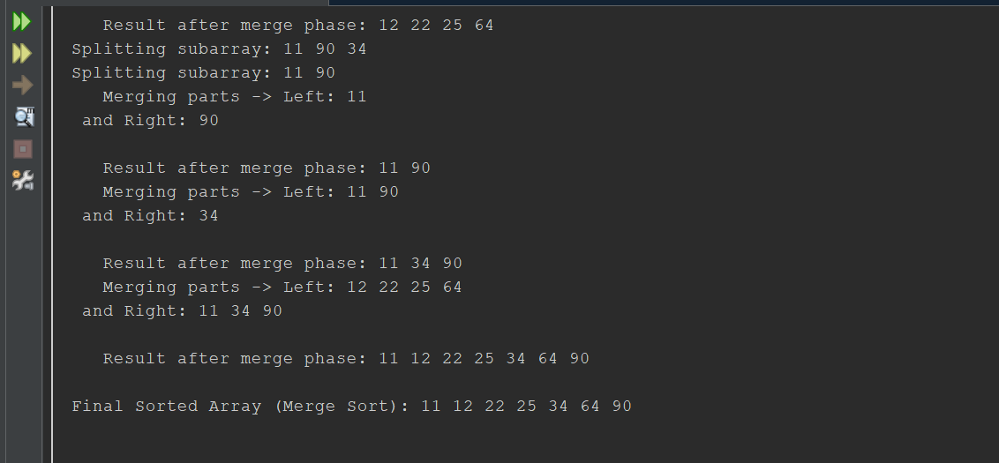 Result after merge phase: 12 22 25 64
Splitting subarray: 11 90 34
Splitting subarray: 11 90
Merging parts -> Left: 11
and Right: 90
Result after merge phase: 11 90
Merging parts -> Left: 11 90
and Right: 34
Result after merge phase: 11 34 90
Merging parts -> Left: 12 22 25 64
and Right: 11 34 90
Result after merge phase: 11 12 22 25 34 64 90
Final Sorted Array (Merge Sort): 11 12 22 25 34 64 90